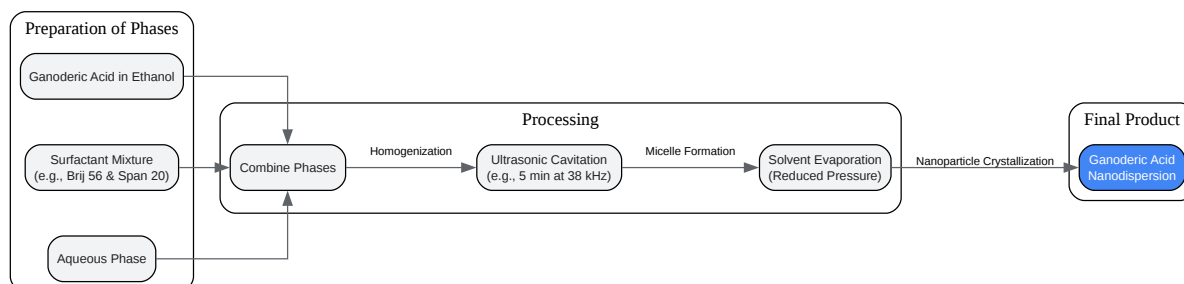 Preparation of Phases
Ganoderic Acid in Ethanol
Surfactant Mixture
(e.g., Brij 56 & Span 20)
Aqueous Phase
Processing
Combine Phases
Homogenization
Ultrasonic Cavitation
(e.g., 5 min at 38 kHz)
Micelle Formation
Solvent Evaporation
(Reduced Pressure)
Nanoparticle Crystallization
Final Product
Ganoderic Acid
Nanodispersion